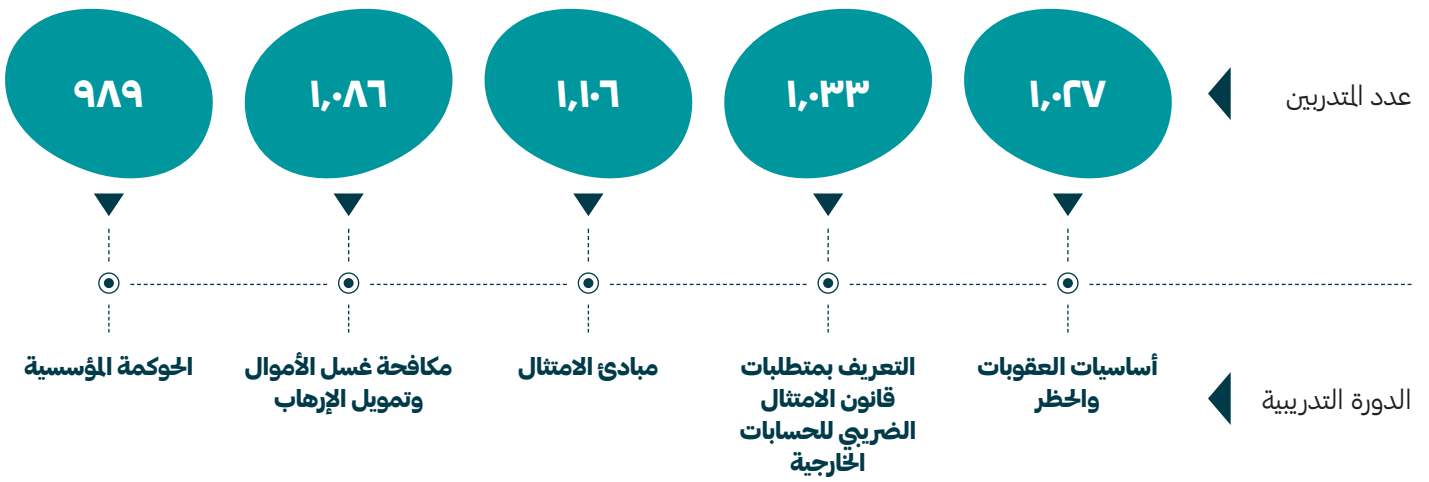 عدد المتدربين
١,٠٢٧
١,٠٣٣
١,١٠٦
١,٠٨٦
٩٨٩
الدورة التدريبية
أساسيات العقوبات
والحظر
التعريف بمتطلبات
قانون الامتثال
الضريبي للحسابات
الخارجية
مبادئ الامتثال
مكافحة غسل الأموال
وتمويل الإرهاب
الحوكمة المؤسسية